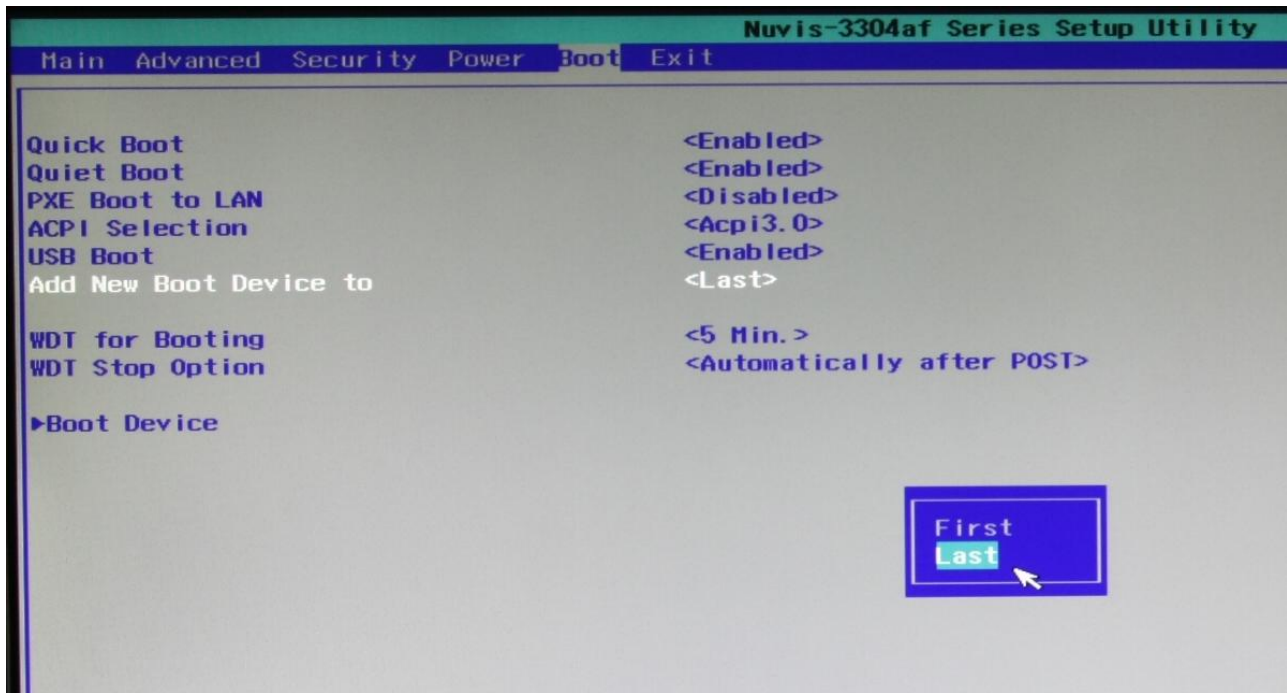 Nuvis-3304af Series Setup Utility
Main Advanced Security Power Boot Exit
Quick Boot <Enabled>
Quiet Boot <Enabled>
PXE Boot to LAN <Disabled>
ACPI Selection <Acpi3.0>
USB Boot <Enabled>
Add New Boot Device to <Last>
WDT for Booting <5 Min.>
WDT Stop Option <Automatically after POST>
▶Boot Device
First
Last